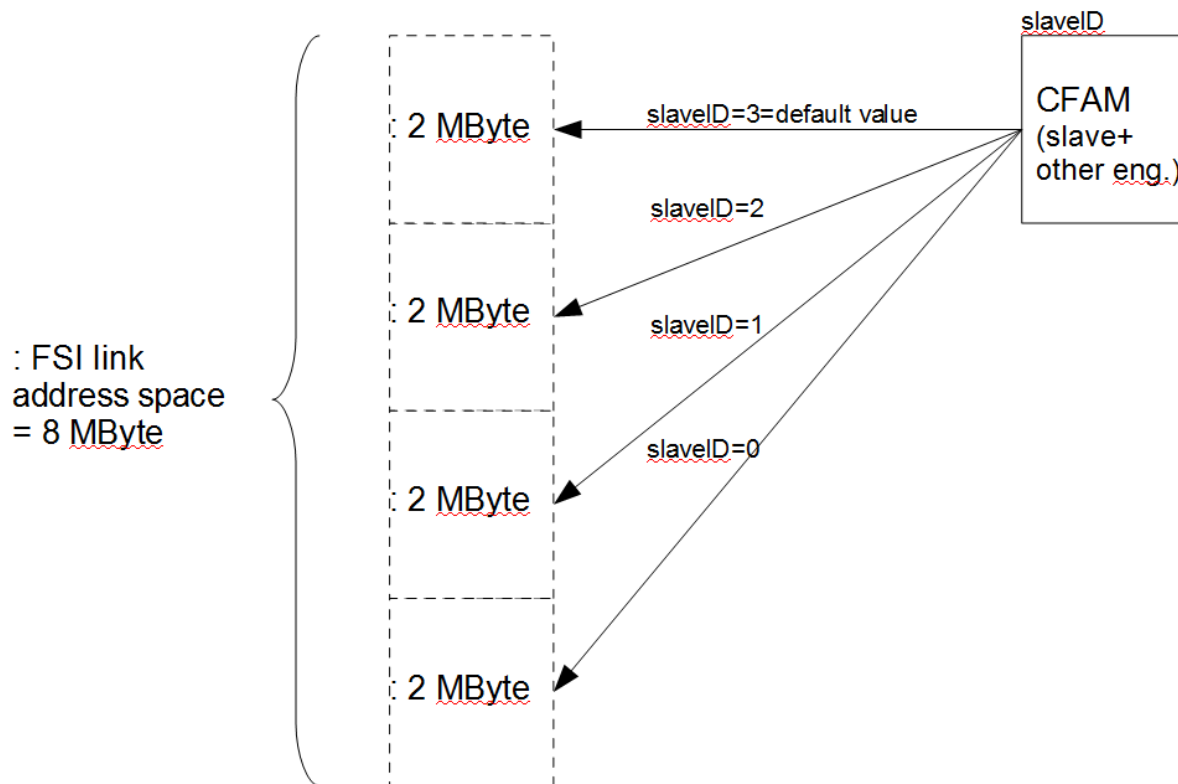 slaveID
CFAM
(slave+
other eng.)
: 2 MByte
slaveID=3=default value
slaveID=2
: 2 MByte
slaveID=1
: FSI link
address space
= 8 MByte
slaveID=0
: 2 MByte
: 2 MByte